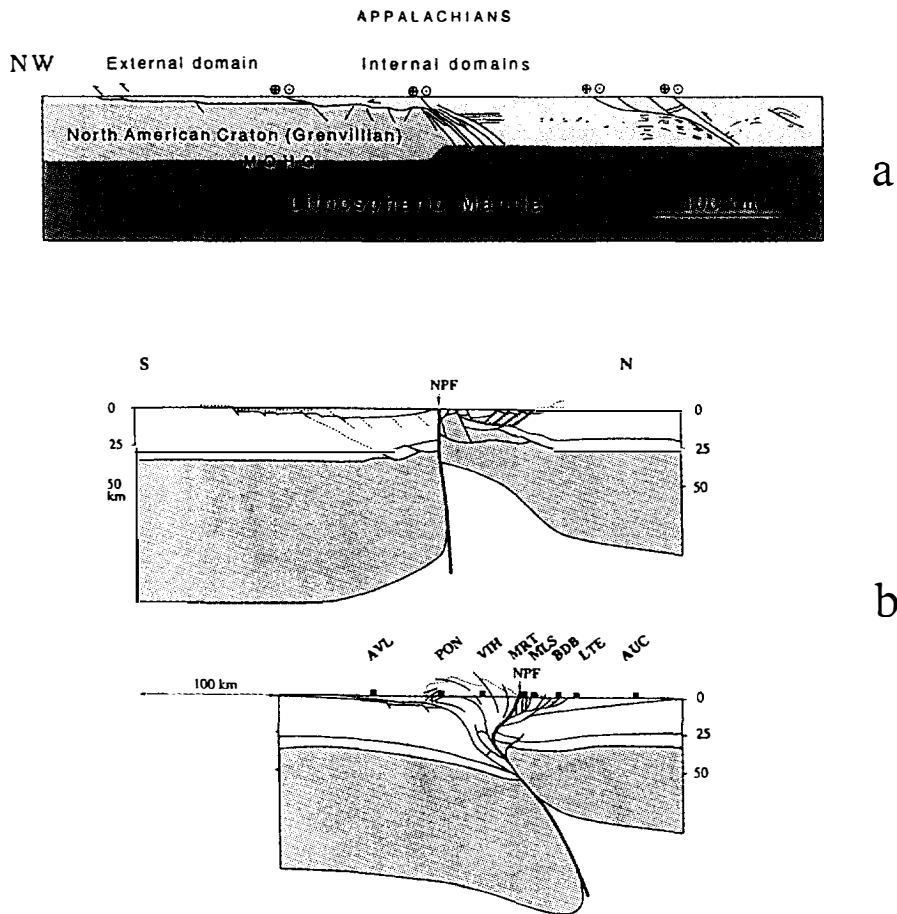 APPALACHIANS
NW External domain Internal domains
North American Craton (Grenvillian)
MOHO
Lithospheric Mantle 100 km
a
S N
NPF
0 0
25 25
50 50
km
b
AVL PON VIH MRT MLS BDB LTE AUC
NPF
100 km
0
25
50